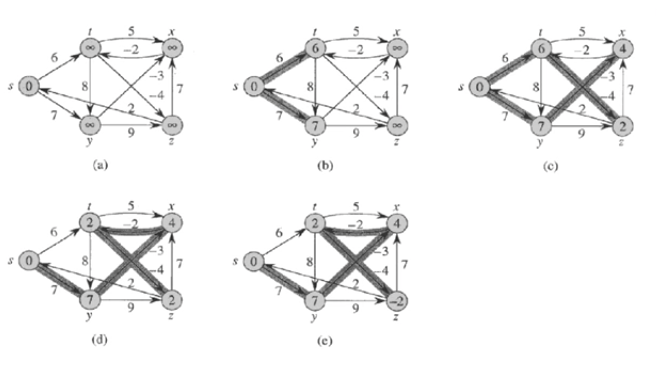 t 5 x
6 ∞ −2 ∞
s 0 8 −3 −4 7
7 ∞ 2 ∞
y 9 z
(a)
t 5 x
6 6 −2 ∞
s 0 8 −3 −4 7
7 7 2 ∞
y 9 z
(b)
t 5 x
6 6 −2 4
s 0 8 −3 −4 7
7 7 2 2
y 9 z
(c)
t 5 x
6 2 −2 4
s 0 8 −3 −4 7
7 7 2 2
y 9 z
(d)
t 5 x
6 2 −2 4
s 0 8 −3 −4 7
7 7 2 −2
y 9 z
(e)